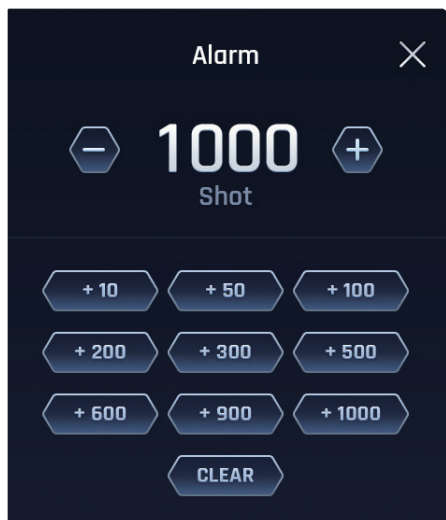 Alarm
− 1000 +
Shot
+ 10 + 50 + 100
+ 200 + 300 + 500
+ 600 + 900 + 1000
CLEAR